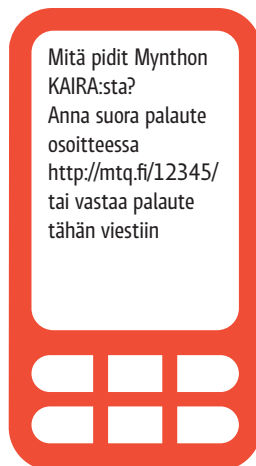 Mitä pidit Mynthon
KAIRA:sta?
Anna suora palaute
osoitteessa
http://mtq.fi/12345/
tai vastaa palaute
tähän viestiin